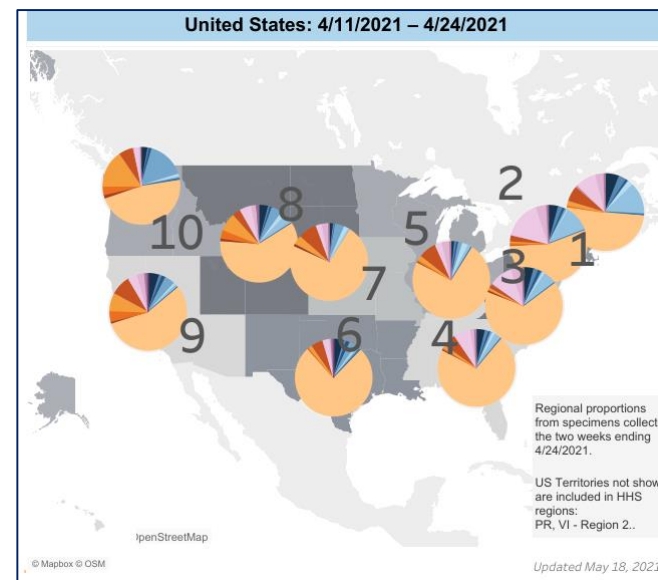 United States: 4/11/2021 – 4/24/2021
2
8
5
1
10
3
7
6
4
9
Regional proportions
from specimens collect
the two weeks ending
4/24/2021.
US Territories not show
are included in HHS
regions:
PR, VI - Region 2..
OpenStreetMap
© Mapbox © OSM
Updated May 18, 2021